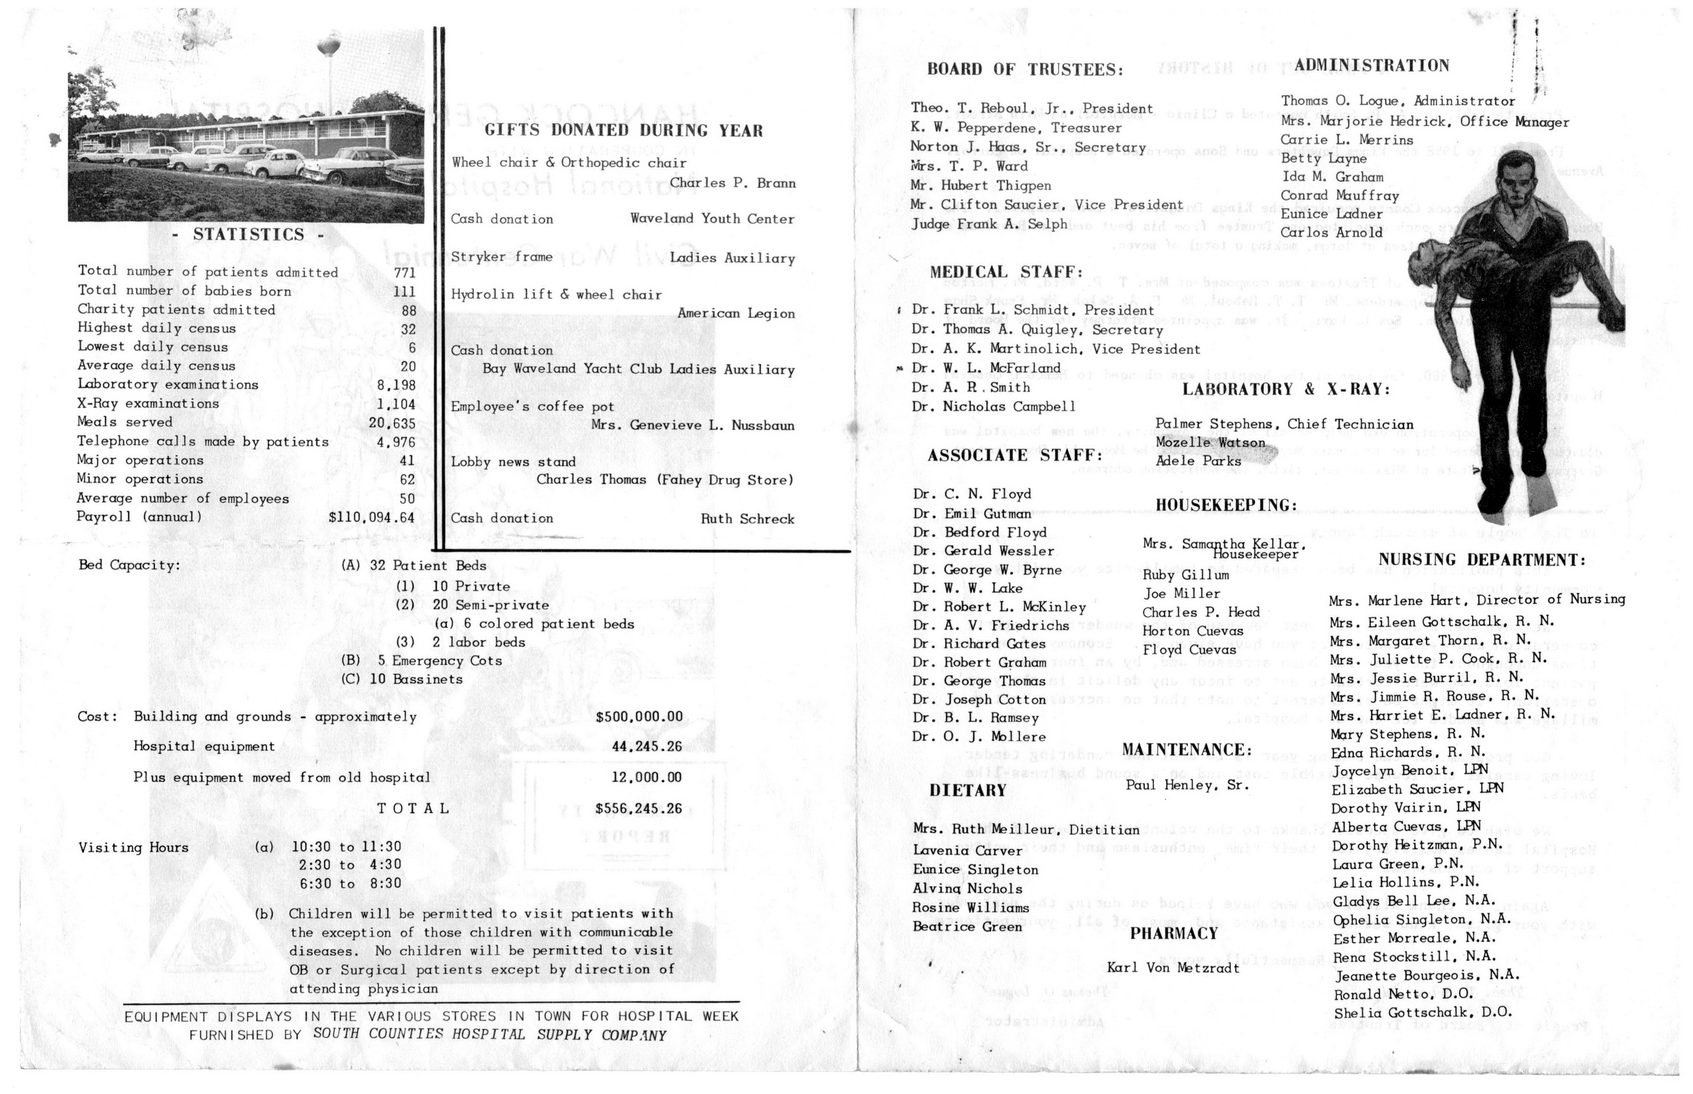 - STATISTICS -
Total number of patients admitted 771
Total number of babies born 111
Charity patients admitted 88
Highest daily census 32
Lowest daily census 6
Average daily census 20
Laboratory examinations 8,198
X-Ray examinations 1,104
Meals served 20,635
Telephone calls made by patients 4,976
Major operations 41
Minor operations 62
Average number of employees 50
Payroll (annual) $110,094.64
GIFTS DONATED DURING YEAR
Wheel chair & Orthopedic chair
Charles P. Brann
Cash donation Waveland Youth Center
Stryker frame Ladies Auxiliary
Hydrolin lift & wheel chair
American Legion
Cash donation
Bay Waveland Yacht Club Ladies Auxiliary
Employee's coffee pot
Mrs. Genevieve L. Nussbaun
Lobby news stand
Charles Thomas (Fahey Drug Store)
Cash donation Ruth Schreck
Bed Capacity: (A) 32 Patient Beds
(1) 10 Private
(2) 20 Semi-private
(a) 6 colored patient beds
(3) 2 labor beds
(B) 5 Emergency Cots
(C) 10 Bassinets
Cost: Building and grounds - approximately $500,000.00
Hospital equipment 44,245.26
Plus equipment moved from old hospital 12,000.00
TOTAL $556,245.26
Visiting Hours (a) 10:30 to 11:30
2:30 to 4:30
6:30 to 8:30
(b) Children will be permitted to visit patients with
the exception of those children with communicable
diseases. No children will be permitted to visit
OB or Surgical patients except by direction of
attending physician
EQUIPMENT DISPLAYS IN THE VARIOUS STORES IN TOWN FOR HOSPITAL WEEK
FURNISHED BY SOUTH COUNTIES HOSPITAL SUPPLY COMPANY
BOARD OF TRUSTEES:
Theo. T. Reboul, Jr., President
K. W. Pepperdene, Treasurer
Norton J. Haas, Sr., Secretary
Mrs. T. P. Ward
Mr. Hubert Thigpen
Mr. Clifton Saucier, Vice President
Judge Frank A. Selph
ADMINISTRATION
Thomas O. Logue, Administrator
Mrs. Marjorie Hedrick, Office Manager
Carrie L. Merrins
Betty Layne
Ida M. Graham
Conrad Mauffray
Eunice Ladner
Carlos Arnold
MEDICAL STAFF:
Dr. Frank L. Schmidt, President
Dr. Thomas A. Quigley, Secretary
Dr. A. K. Martinolich, Vice President
Dr. W. L. McFarland
Dr. A. R. Smith
Dr. Nicholas Campbell
LABORATORY & X-RAY:
Palmer Stephens, Chief Technician
Mozelle Watson
Adele Parks
ASSOCIATE STAFF:
Dr. C. N. Floyd
Dr. Emil Gutman
Dr. Bedford Floyd
Dr. Gerald Wessler
Dr. George W. Byrne
Dr. W. W. Lake
Dr. Robert L. McKinley
Dr. A. V. Friedrichs
Dr. Richard Gates
Dr. Robert Graham
Dr. George Thomas
Dr. Joseph Cotton
Dr. B. L. Ramsey
Dr. O. J. Mollere
HOUSEKEEPING:
Mrs. Samantha Kellar,
Housekeeper
Ruby Gillum
Joe Miller
Charles P. Head
Horton Cuevas
Floyd Cuevas
MAINTENANCE:
Paul Henley, Sr.
DIETARY
Mrs. Ruth Meilleur, Dietitian
Lavenia Carver
Eunice Singleton
Alvina Nichols
Rosine Williams
Beatrice Green
PHARMACY
Karl Von Metzradt
NURSING DEPARTMENT:
Mrs. Marlene Hart, Director of Nursing
Mrs. Eileen Gottschalk, R. N.
Mrs. Margaret Thorn, R. N.
Mrs. Juliette P. Cook, R. N.
Mrs. Jessie Burril, R. N.
Mrs. Jimmie R. Rouse, R. N.
Mrs. Harriet E. Ladner, R. N.
Mary Stephens, R. N.
Edna Richards, R. N.
Joycelyn Benoit, LPN
Elizabeth Saucier, LPN
Dorothy Vairin, LPN
Alberta Cuevas, LPN
Dorothy Heitzman, P.N.
Laura Green, P.N.
Lelia Hollins, P.N.
Gladys Bell Lee, N.A.
Ophelia Singleton, N.A.
Esther Morreale, N.A.
Rena Stockstill, N.A.
Jeanette Bourgeois, N.A.
Ronald Netto, D.O.
Shelia Gottschalk, D.O.